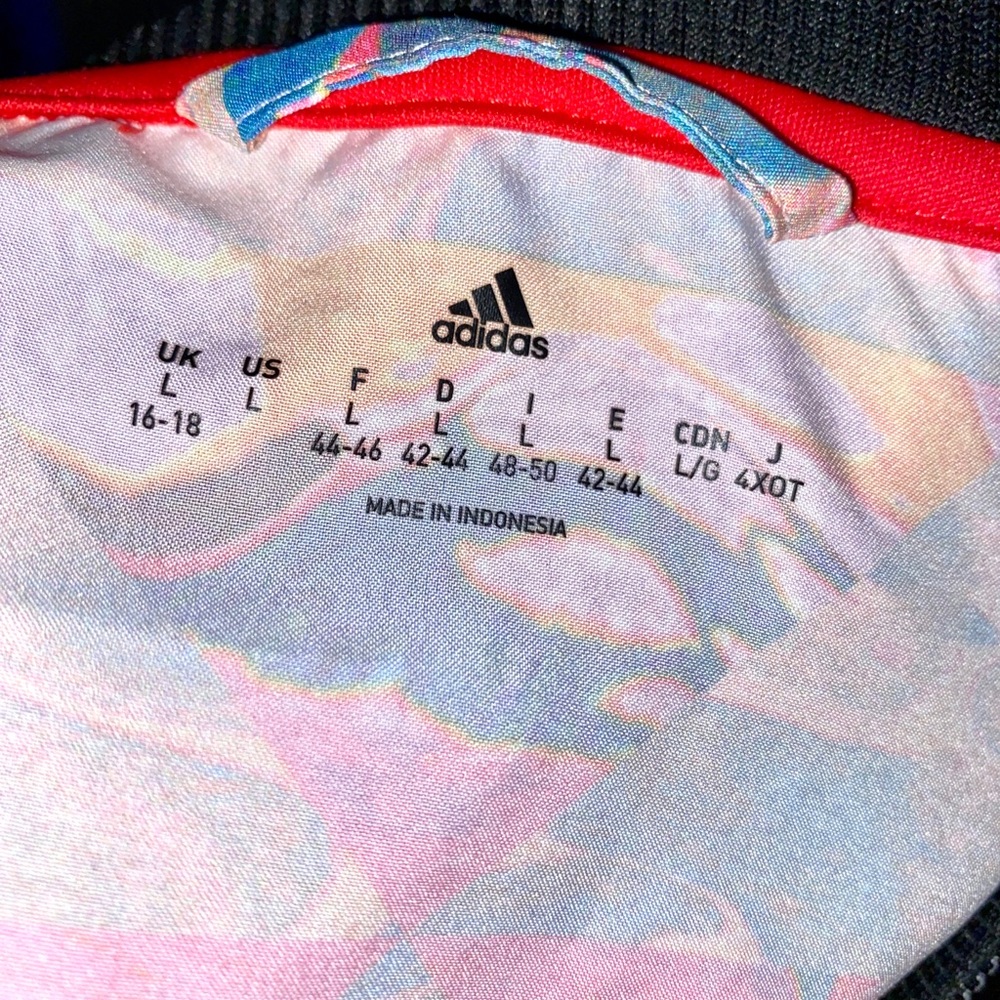 adidas
UK US F D I E CDN J
L L L L L L L/G 4XOT
16-18 44-46 42-44 48-50 42-44
MADE IN INDONESIA